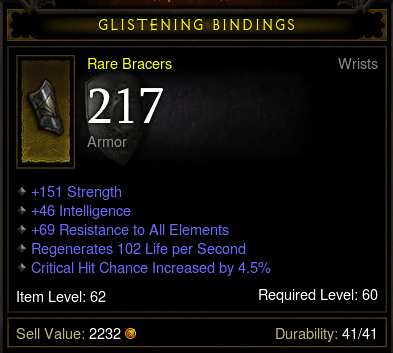 GLISTENING BINDINGS
Rare Bracers Wrists
217
Armor
+151 Strength
+46 Intelligence
+69 Resistance to All Elements
Regenerates 102 Life per Second
Critical Hit Chance Increased by 4.5%
Item Level: 62 Required Level: 60
Sell Value: 2232 Durability: 41/41